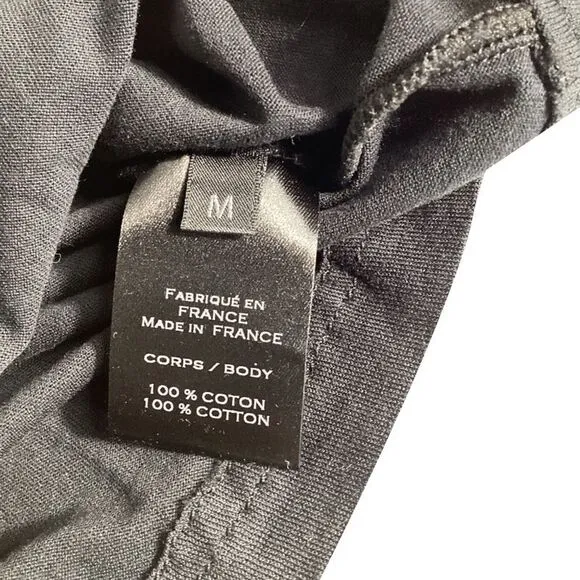 M
FABRIQUÉ EN
FRANCE
MADE IN FRANCE
CORPS / BODY
100 % COTON
100 % COTTON